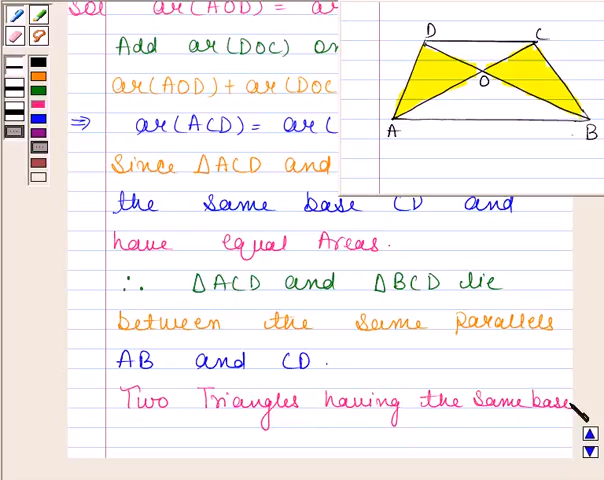 Sol ar(AOD) = ar
Add ar(DOC) on
ar(AOD) + ar(DOC
⇒ ar(ACD) = ar(
Since ΔACD and
the same base CD and
have equal Areas.
∴ ΔACD and ΔBCD lie
between the same parallels
AB and CD.
Two Triangles having the same base
D C
O
A B